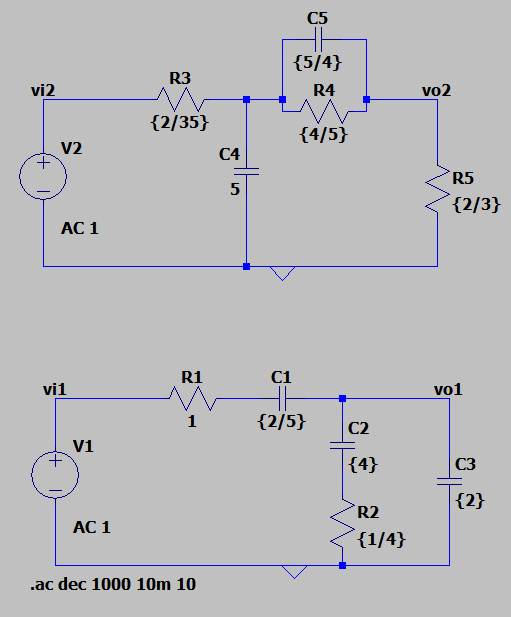 C5
{5/4}
vi2
R3
R4
vo2
{2/35}
{4/5}
V2
C4
5
R5
{2/3}
AC 1
vi1
R1
C1
vo1
1
{2/5}
C2
V1
{4}
C3
{2}
AC 1
R2
{1/4}
.ac dec 1000 10m 10